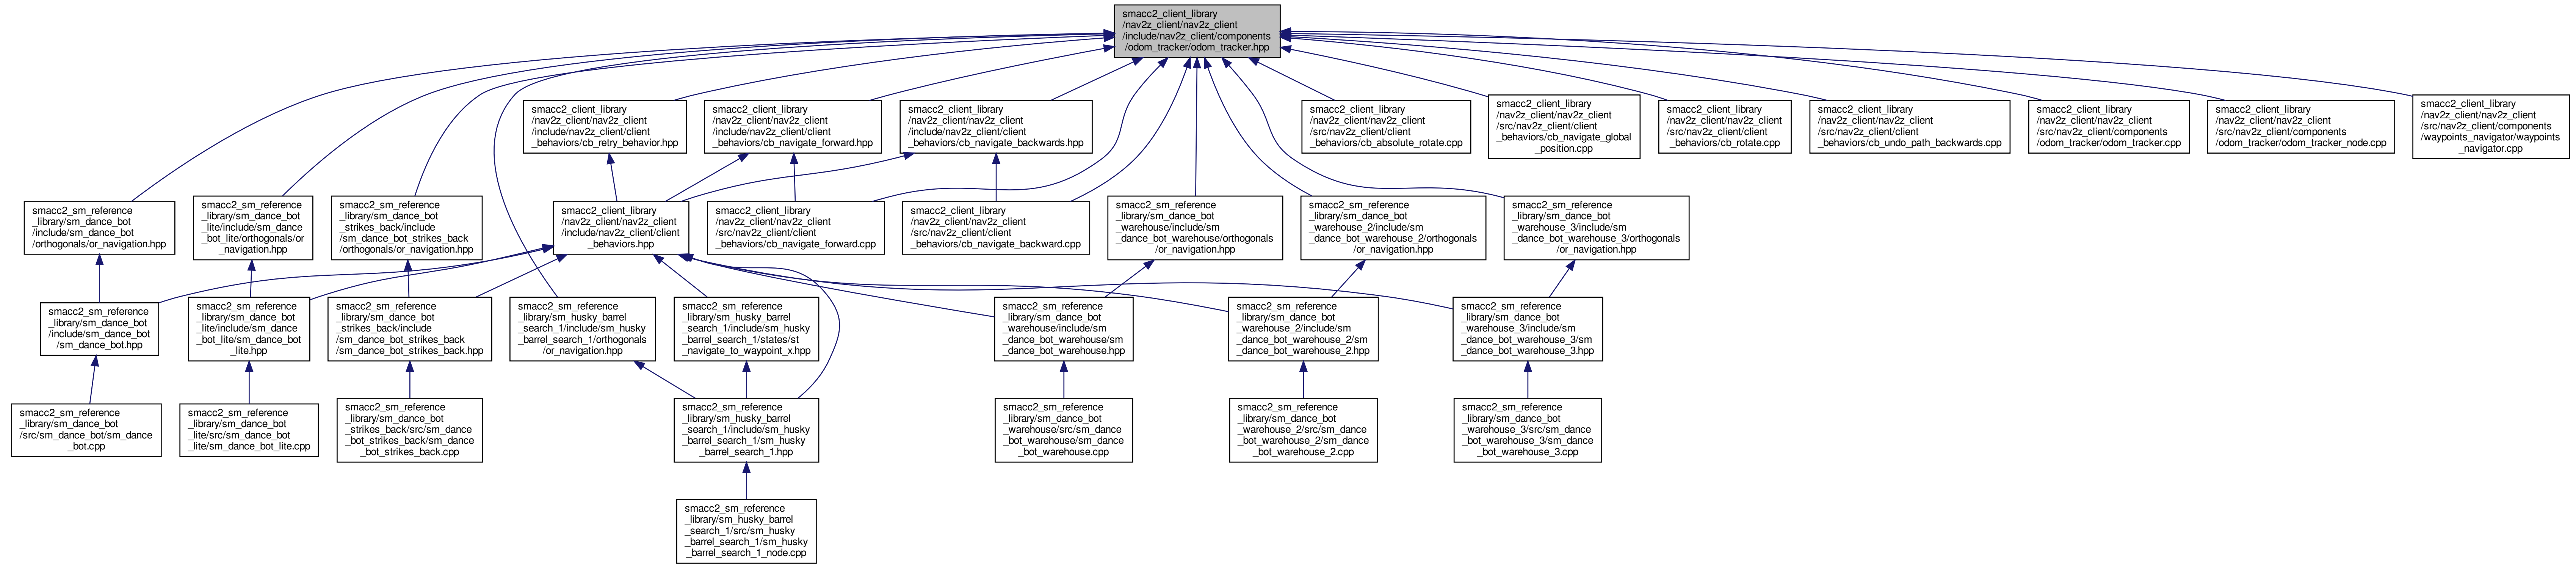 smacc2_client_library
/nav2z_client/nav2z_client
/include/nav2z_client/components
/odom_tracker/odom_tracker.hpp
smacc2_client_library
/nav2z_client/nav2z_client
/include/nav2z_client/client
_behaviors/cb_retry_behavior.hpp
smacc2_client_library
/nav2z_client/nav2z_client
/include/nav2z_client/client
_behaviors/cb_navigate_forward.hpp
smacc2_client_library
/nav2z_client/nav2z_client
/include/nav2z_client/client
_behaviors/cb_navigate_backwards.hpp
smacc2_client_library
/nav2z_client/nav2z_client
/src/nav2z_client/client
_behaviors/cb_absolute_rotate.cpp
smacc2_client_library
/nav2z_client/nav2z_client
/src/nav2z_client/client
_behaviors/cb_navigate_global
_position.cpp
smacc2_client_library
/nav2z_client/nav2z_client
/src/nav2z_client/client
_behaviors/cb_rotate.cpp
smacc2_client_library
/nav2z_client/nav2z_client
/src/nav2z_client/client
_behaviors/cb_undo_path_backwards.cpp
smacc2_client_library
/nav2z_client/nav2z_client
/src/nav2z_client/components
/odom_tracker/odom_tracker.cpp
smacc2_client_library
/nav2z_client/nav2z_client
/src/nav2z_client/components
/odom_tracker/odom_tracker_node.cpp
smacc2_client_library
/nav2z_client/nav2z_client
/src/nav2z_client/components
/waypoints_navigator/waypoints
_navigator.cpp
smacc2_sm_reference
_library/sm_dance_bot
/include/sm_dance_bot
/orthogonals/or_navigation.hpp
smacc2_sm_reference
_library/sm_dance_bot
_lite/include/sm_dance
_bot_lite/orthogonals/or
_navigation.hpp
smacc2_sm_reference
_library/sm_dance_bot
_strikes_back/include
/sm_dance_bot_strikes_back
/orthogonals/or_navigation.hpp
smacc2_client_library
/nav2z_client/nav2z_client
/include/nav2z_client/client
_behaviors.hpp
smacc2_client_library
/nav2z_client/nav2z_client
/src/nav2z_client/client
_behaviors/cb_navigate_forward.cpp
smacc2_client_library
/nav2z_client/nav2z_client
/src/nav2z_client/client
_behaviors/cb_navigate_backward.cpp
smacc2_sm_reference
_library/sm_dance_bot
_warehouse/include/sm
_dance_bot_warehouse/orthogonals
/or_navigation.hpp
smacc2_sm_reference
_library/sm_dance_bot
_warehouse_2/include/sm
_dance_bot_warehouse_2/orthogonals
/or_navigation.hpp
smacc2_sm_reference
_library/sm_dance_bot
_warehouse_3/include/sm
_dance_bot_warehouse_3/orthogonals
/or_navigation.hpp
smacc2_sm_reference
_library/sm_dance_bot
/include/sm_dance_bot
/sm_dance_bot.hpp
smacc2_sm_reference
_library/sm_dance_bot
_lite/include/sm_dance
_bot_lite/sm_dance_bot
_lite.hpp
smacc2_sm_reference
_library/sm_dance_bot
_strikes_back/include
/sm_dance_bot_strikes_back
/sm_dance_bot_strikes_back.hpp
smacc2_sm_reference
_library/sm_husky_barrel
_search_1/include/sm_husky
_barrel_search_1/orthogonals
/or_navigation.hpp
smacc2_sm_reference
_library/sm_husky_barrel
_search_1/include/sm_husky
_barrel_search_1/states/st
_navigate_to_waypoint_x.hpp
smacc2_sm_reference
_library/sm_dance_bot
_warehouse/include/sm
_dance_bot_warehouse/sm
_dance_bot_warehouse.hpp
smacc2_sm_reference
_library/sm_dance_bot
_warehouse_2/include/sm
_dance_bot_warehouse_2/sm
_dance_bot_warehouse_2.hpp
smacc2_sm_reference
_library/sm_dance_bot
_warehouse_3/include/sm
_dance_bot_warehouse_3/sm
_dance_bot_warehouse_3.hpp
smacc2_sm_reference
_library/sm_dance_bot
/src/sm_dance_bot/sm_dance
_bot.cpp
smacc2_sm_reference
_library/sm_dance_bot
_lite/src/sm_dance_bot
_lite/sm_dance_bot_lite.cpp
smacc2_sm_reference
_library/sm_dance_bot
_strikes_back/src/sm_dance
_bot_strikes_back/sm_dance
_bot_strikes_back.cpp
smacc2_sm_reference
_library/sm_husky_barrel
_search_1/include/sm_husky
_barrel_search_1/sm_husky
_barrel_search_1.hpp
smacc2_sm_reference
_library/sm_dance_bot
_warehouse/src/sm_dance
_bot_warehouse/sm_dance
_bot_warehouse.cpp
smacc2_sm_reference
_library/sm_dance_bot
_warehouse_2/src/sm_dance
_bot_warehouse_2/sm_dance
_bot_warehouse_2.cpp
smacc2_sm_reference
_library/sm_dance_bot
_warehouse_3/src/sm_dance
_bot_warehouse_3/sm_dance
_bot_warehouse_3.cpp
smacc2_sm_reference
_library/sm_husky_barrel
_search_1/src/sm_husky
_barrel_search_1/sm_husky
_barrel_search_1_node.cpp